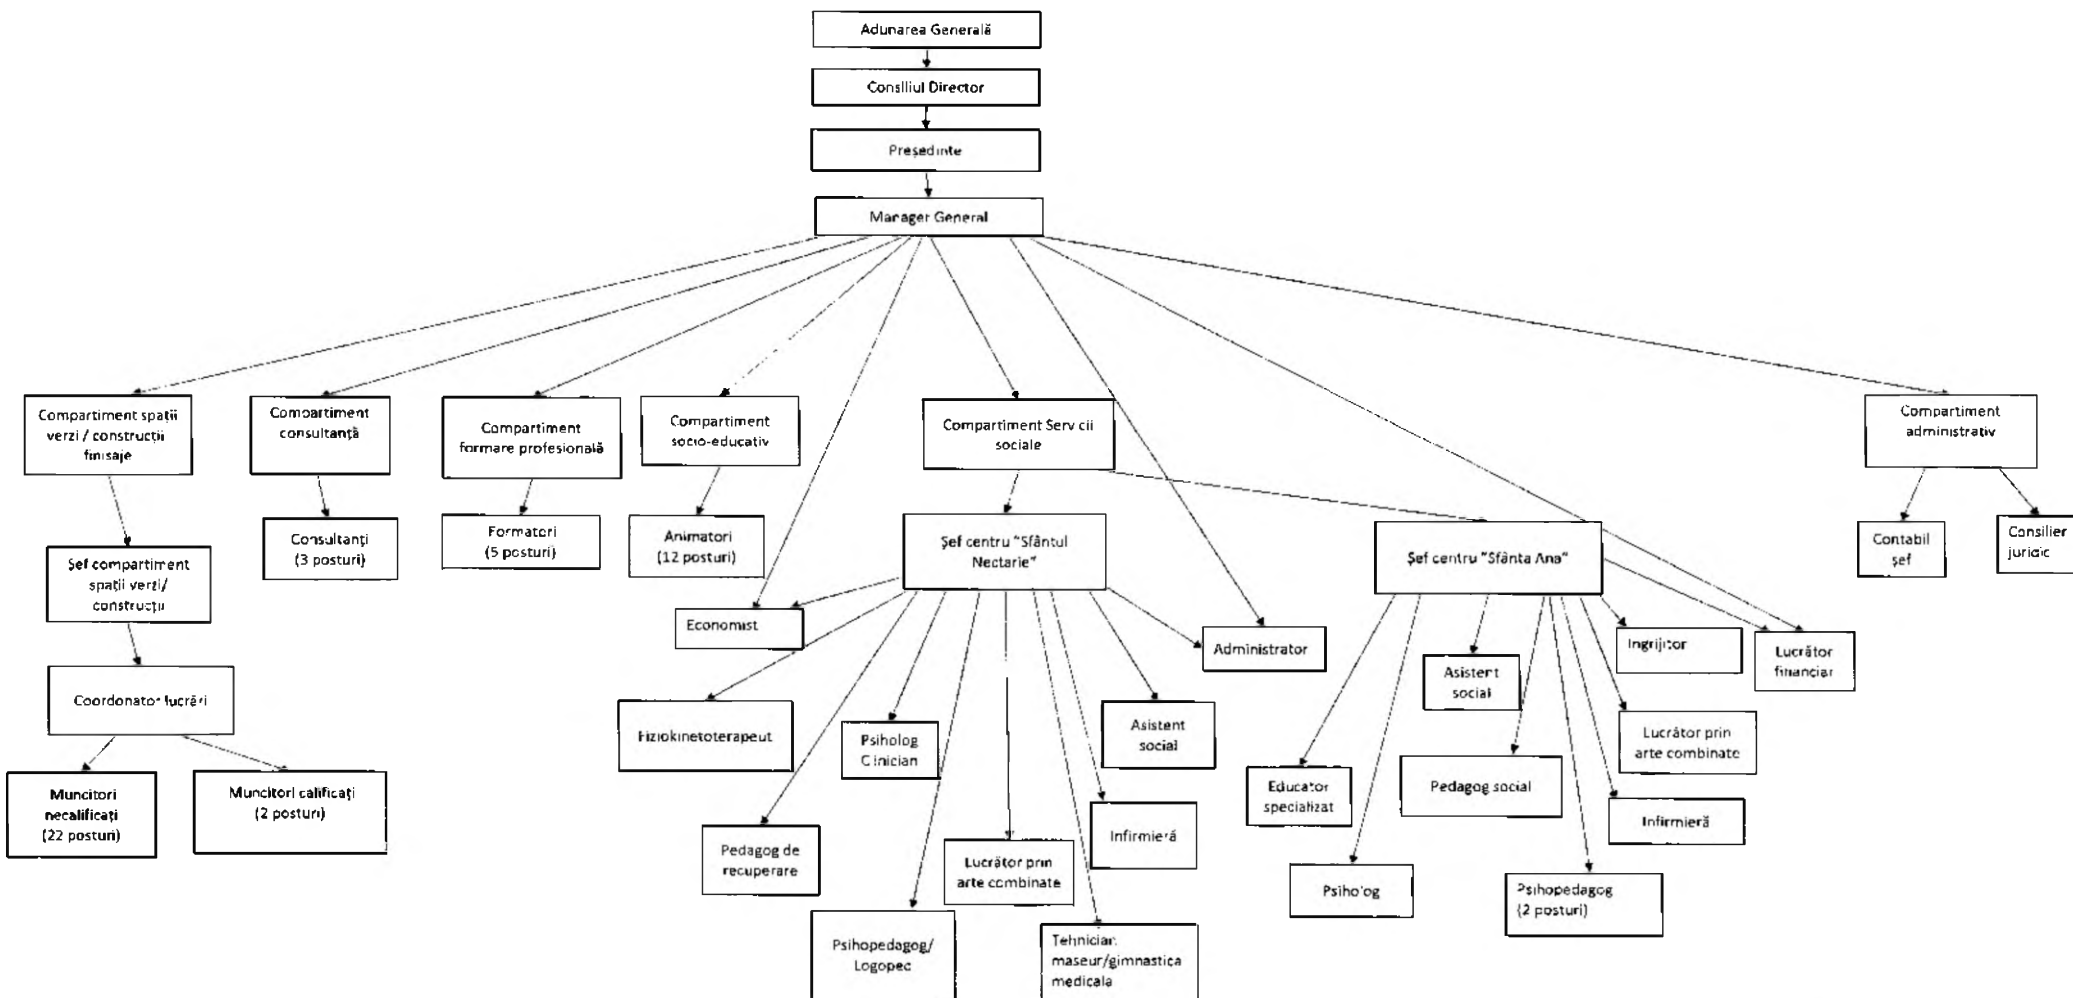 Adunarea Generală
Consiliul Director
Președinte
Manager General
Compartiment spații
verzi / construcții
finisaje
Compartiment
consultanță
Compartiment
formare profesională
Compartiment
socio-educativ
Compartiment Servicii
sociale
Compartiment
administrativ
Consultanți
(3 posturi)
Formatori
(5 posturi)
Animatori
(12 posturi)
Șef centru "Sfântul
Nectarie"
Șef centru "Sfânta Ana"
Contabil
șef
Consilier
juridic
Șef compartiment
spații verzi/
construcții
Economist
Administrator
Ingrijitor
Lucrător
financiar
Coordonator lucrări
Fiziokinetoterapeut
Psiholog
Clinician
Asistent
social
Asistent
social
Lucrător prin
arte combinate
Muncitori
necalificați
(22 posturi)
Muncitori calificați
(2 posturi)
Educator
specializat
Pedagog social
Infirmieră
Pedagog de
recuperare
Lucrător prin
arte combinate
Infirmieră
Psiholog
Psihopedagog
(2 posturi)
Psihopedagog/
Logoped
Tehnician
maseur/gimnastica
medicala